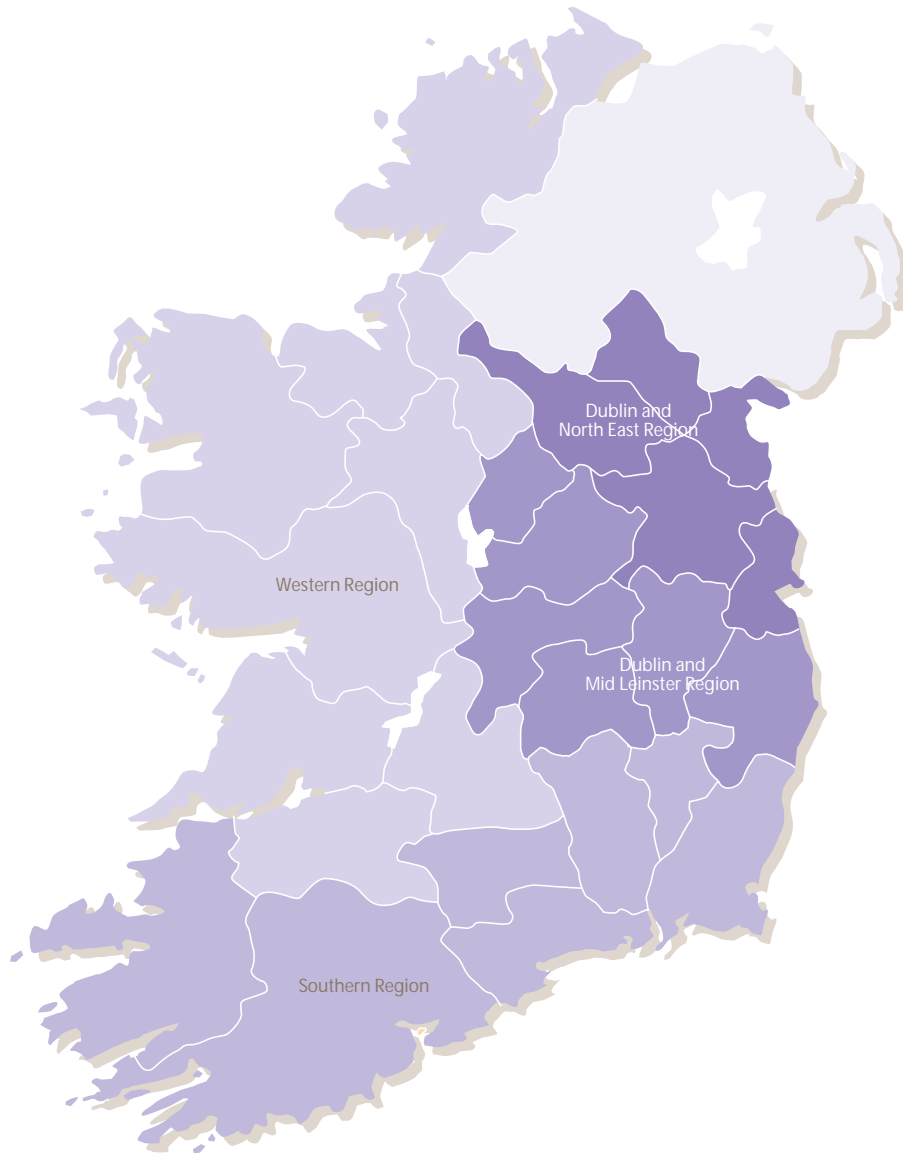 Dublin and
North East Region
Western Region
Dublin and
Mid Leinster Region
Southern Region